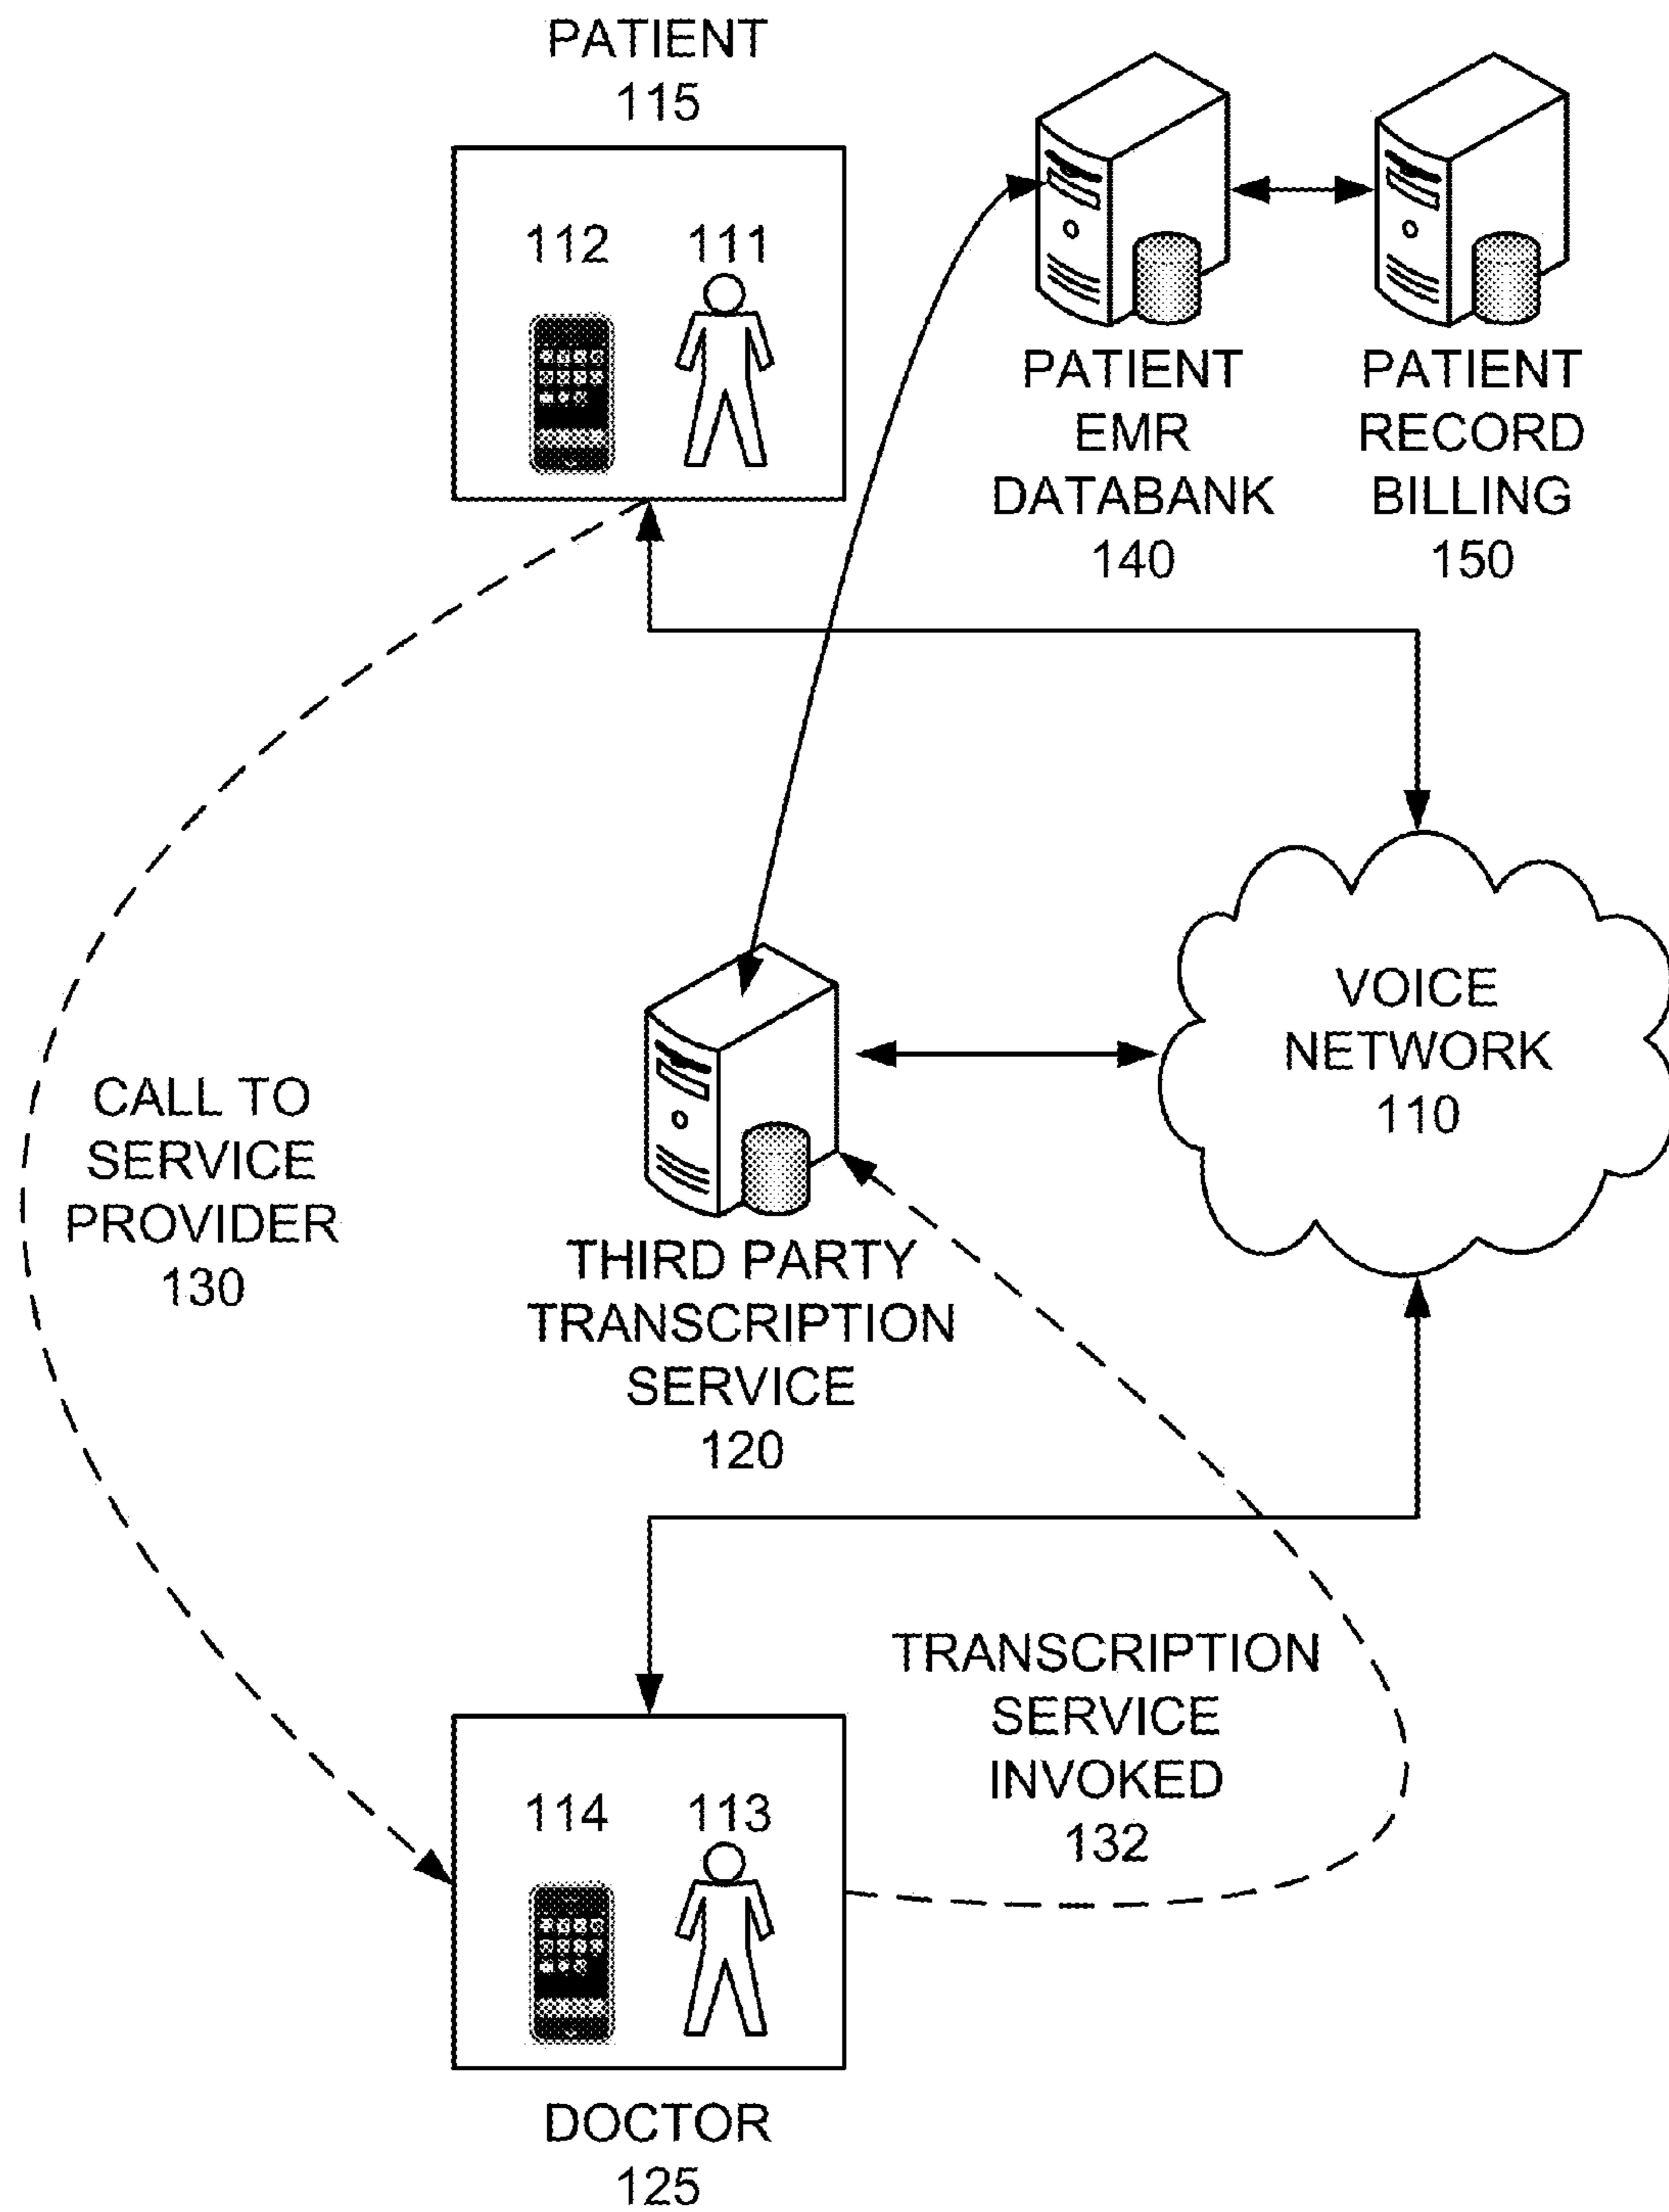 PATIENT
115
112
111
PATIENT
EMR
DATABANK
140
PATIENT
RECORD
BILLING
150
VOICE
NETWORK
110
CALL TO
SERVICE
PROVIDER
130
THIRD PARTY
TRANSCRIPTION
SERVICE
120
TRANSCRIPTION
SERVICE
INVOKED
132
114
113
DOCTOR
125